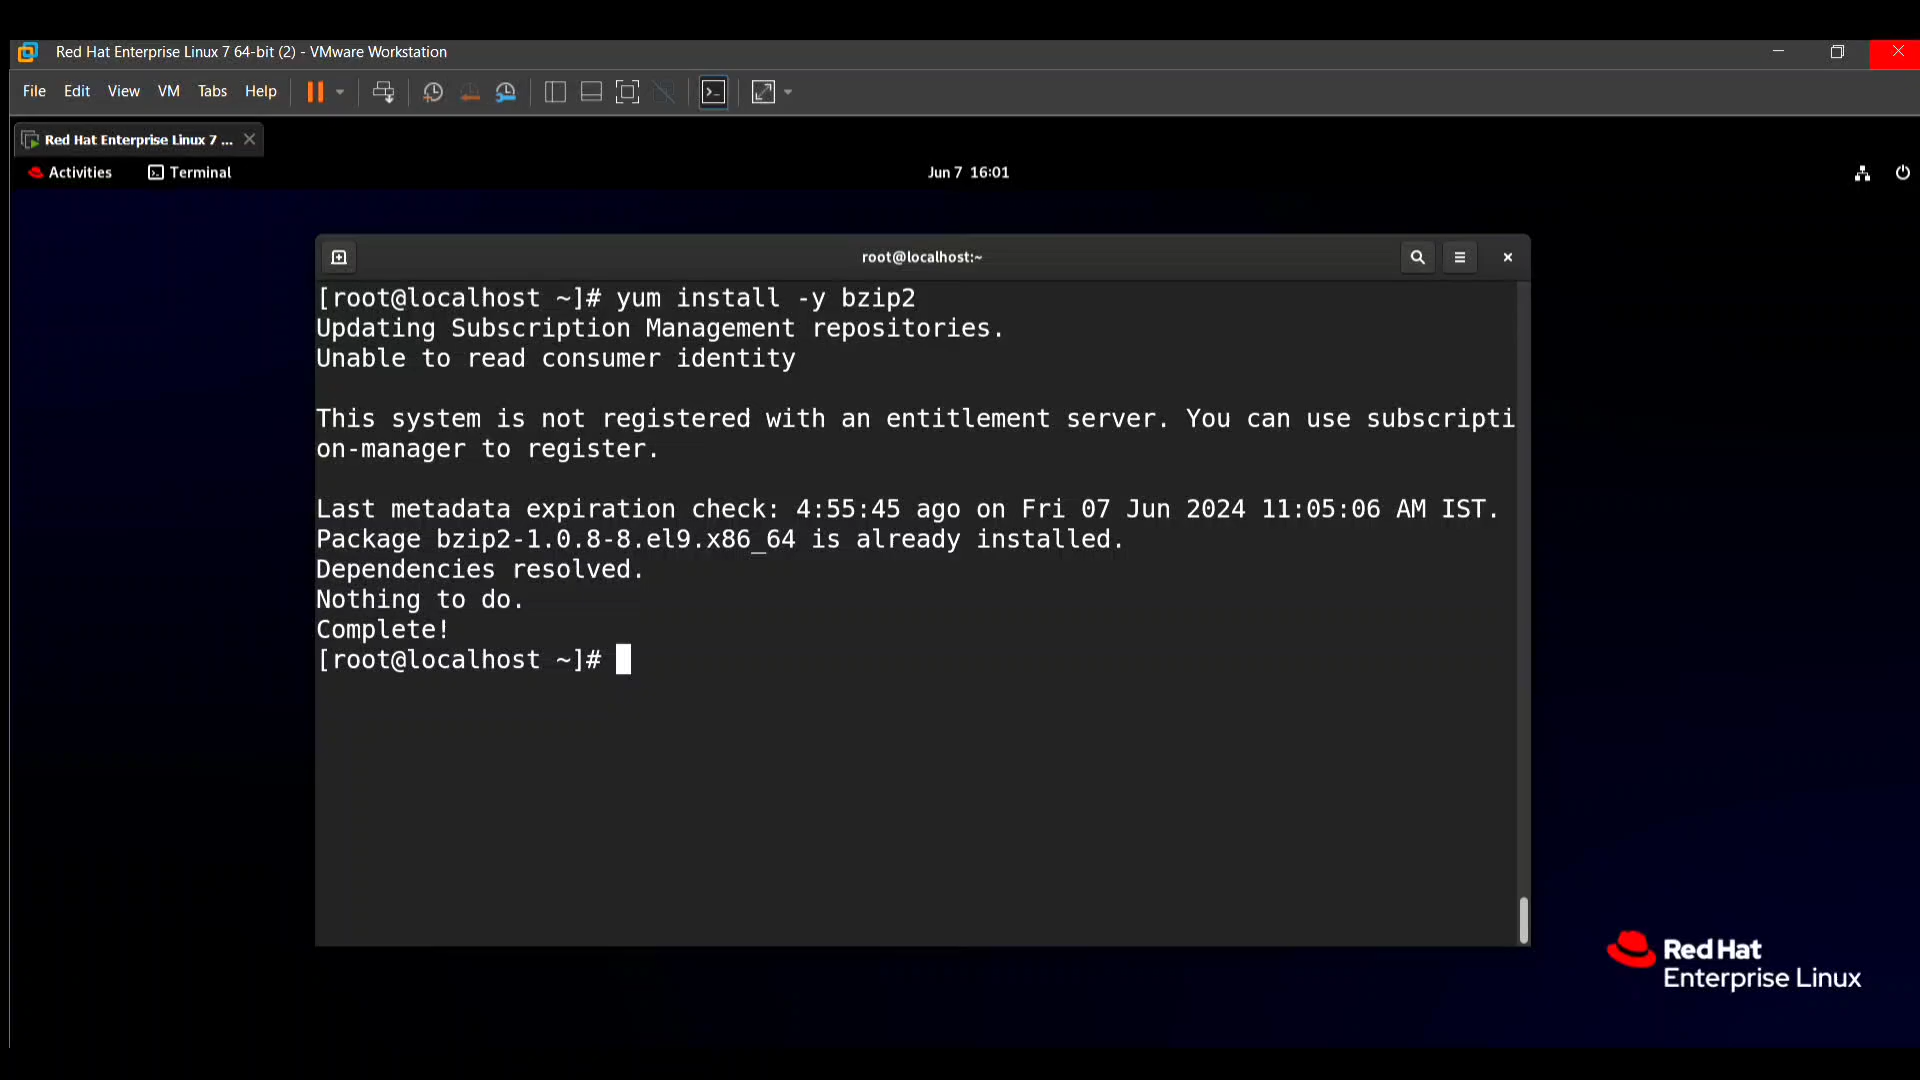 Red Hat Enterprise Linux 7 64-bit (2) - VMware Workstation
File Edit View VM Tabs Help
Red Hat Enterprise Linux 7 ...
Activities Terminal Jun 7 16:01
root@localhost:~
[root@localhost ~]# yum install -y bzip2
Updating Subscription Management repositories.
Unable to read consumer identity
This system is not registered with an entitlement server. You can use subscripti
on-manager to register.
Last metadata expiration check: 4:55:45 ago on Fri 07 Jun 2024 11:05:06 AM IST.
Package bzip2-1.0.8-8.el9.x86_64 is already installed.
Dependencies resolved.
Nothing to do.
Complete!
[root@localhost ~]#
Red Hat
Enterprise Linux